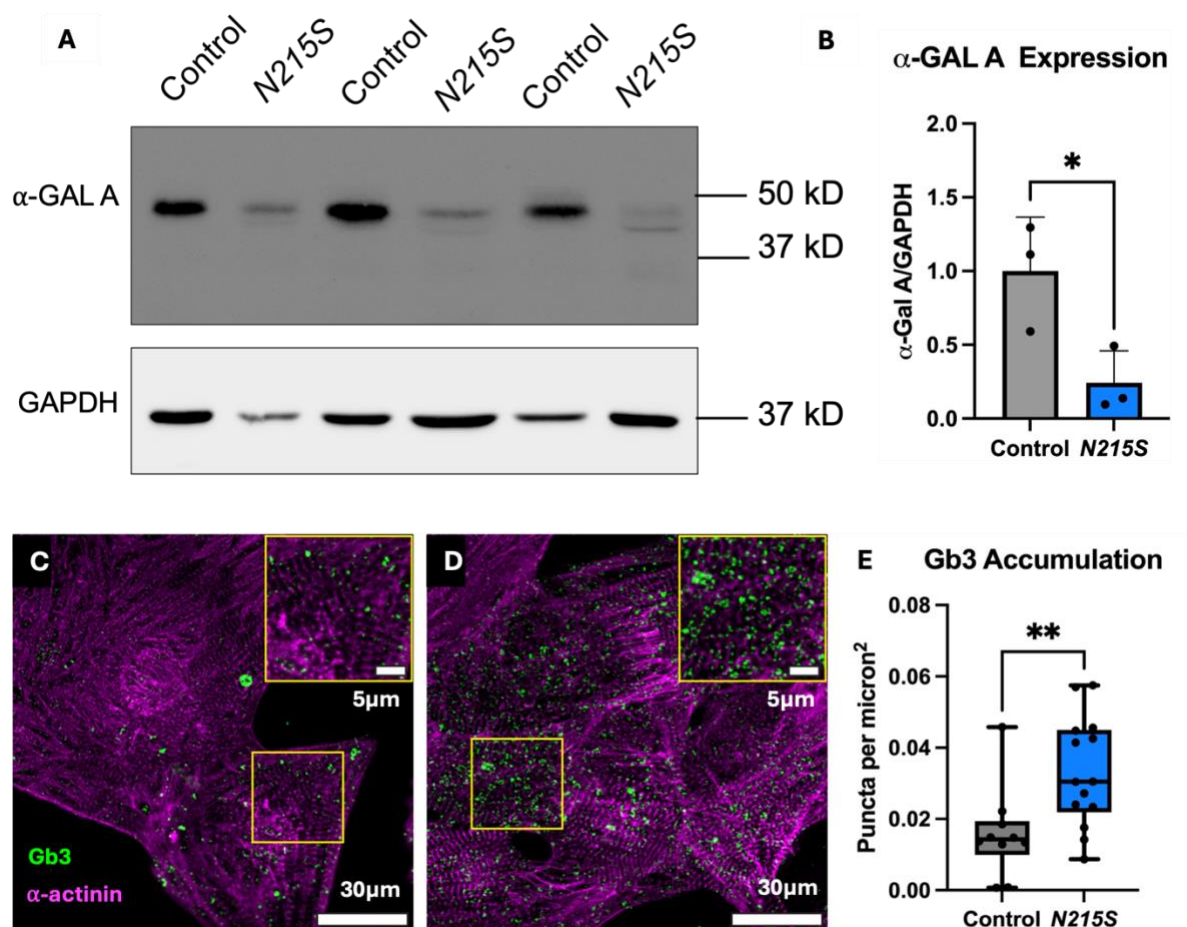 A
Control
N215S
Control
N215S
Control
N215S
α-GAL A
50 kD
37 kD
GAPDH
37 kD
B
α-GAL A Expression
α-Gal A/GAPDH
2.0
1.5
1.0
0.5
0.0
*
Control N215S
C
5µm
Gb3
α-actinin
30µm
D
5µm
30µm
E
Gb3 Accumulation
Puncta per micron²
0.08
0.06
0.04
0.02
0.00
**
Control N215S